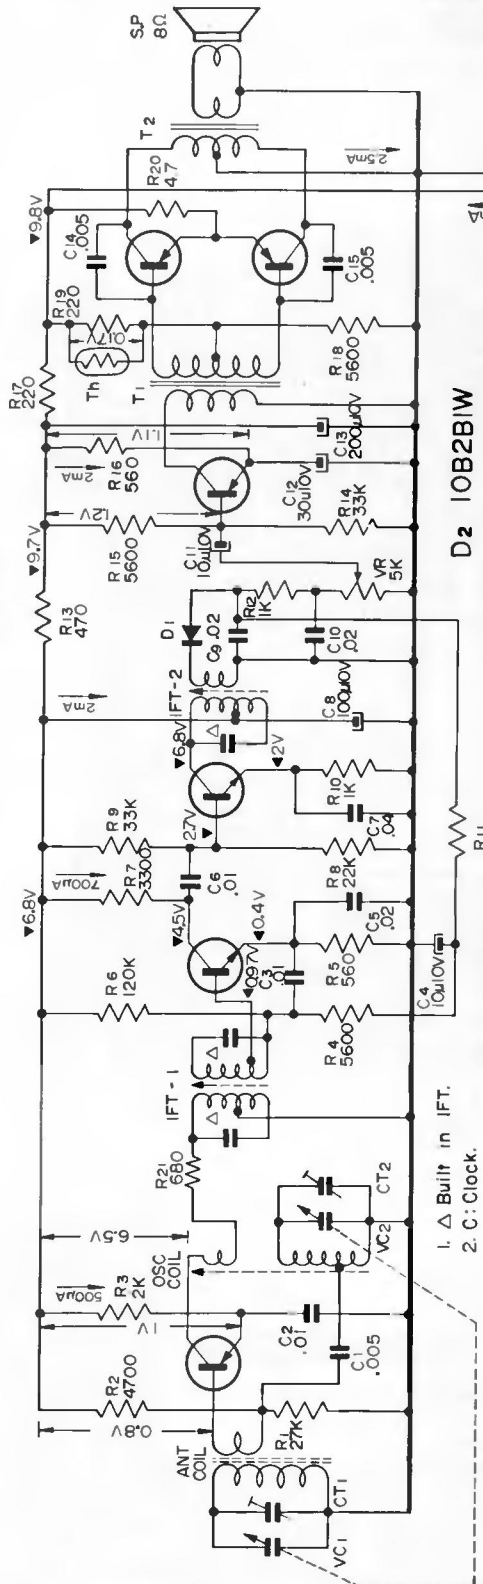 VC1
CT1
ANT
COIL
0.8V
R2
4700
R1
27K
500μA
R3
2K
1V
6.5V
OSC
COIL
C2
.01
C1
.005
VC2
CT2
R21
680
IFT-1
△
△
R6
120K
▼6.8V
700μA
R7
3300
R9
33K
▼4.5V
C6
.01
0.97V
▼0.4V
C3
.01
R4
5600
R5
560
C5
.02
C4
10μ10V
R8
22K
2.7V
C7
.04
R10
1K
▼2V
▼6.8V
2mA
IFT-2
△
C8
100μ10V
D1
C9
.02
R12
1K
C10
.02
VR
5K
R11
R13
470
▼9.7V
R15
5600
1.2V
2mA
R16
560
1.1V
C11
10μ10V
R14
33K
C12
30μ10V
C13
200μ10V
R17
220
Th
0.17V
R19
220
T1
R18
5600
▼9.8V
C14
.005
C15
.005
R20
4.7
T2
25mA
S.P
8Ω
D2 10B2B1W
1. △ Built in IFT.
2. C: Clock.